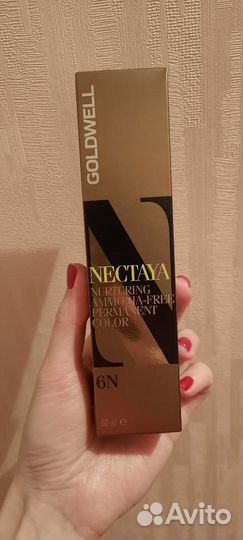 GOLDWELL
N
NECTAYA
NURTURING
AMMONIA-FREE
PERMANENT
COLOR
6N
60 ml e
Avito